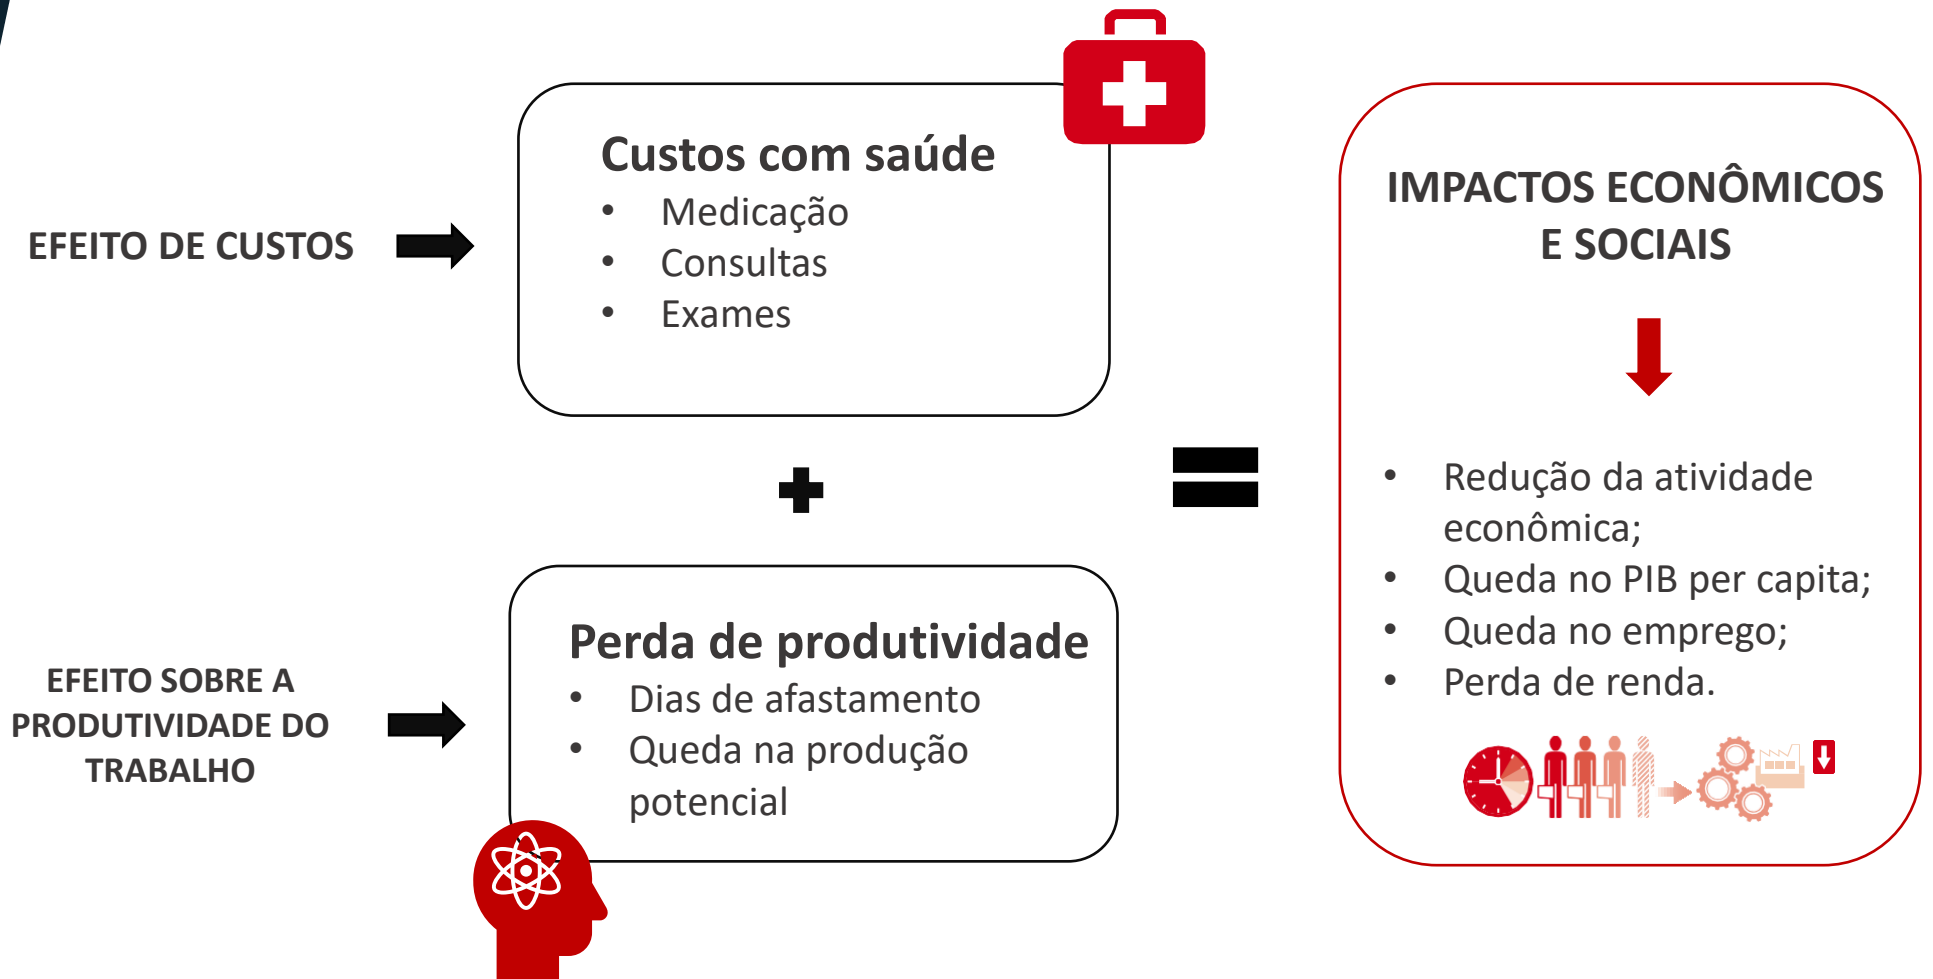 EFEITO DE CUSTOS
Custos com saúde
• Medicação
• Consultas
• Exames
EFEITO SOBRE A
PRODUTIVIDADE DO
TRABALHO
Perda de produtividade
• Dias de afastamento
• Queda na produção
potencial
IMPACTOS ECONÔMICOS
E SOCIAIS
• Redução da atividade
econômica;
• Queda no PIB per capita;
• Queda no emprego;
• Perda de renda.